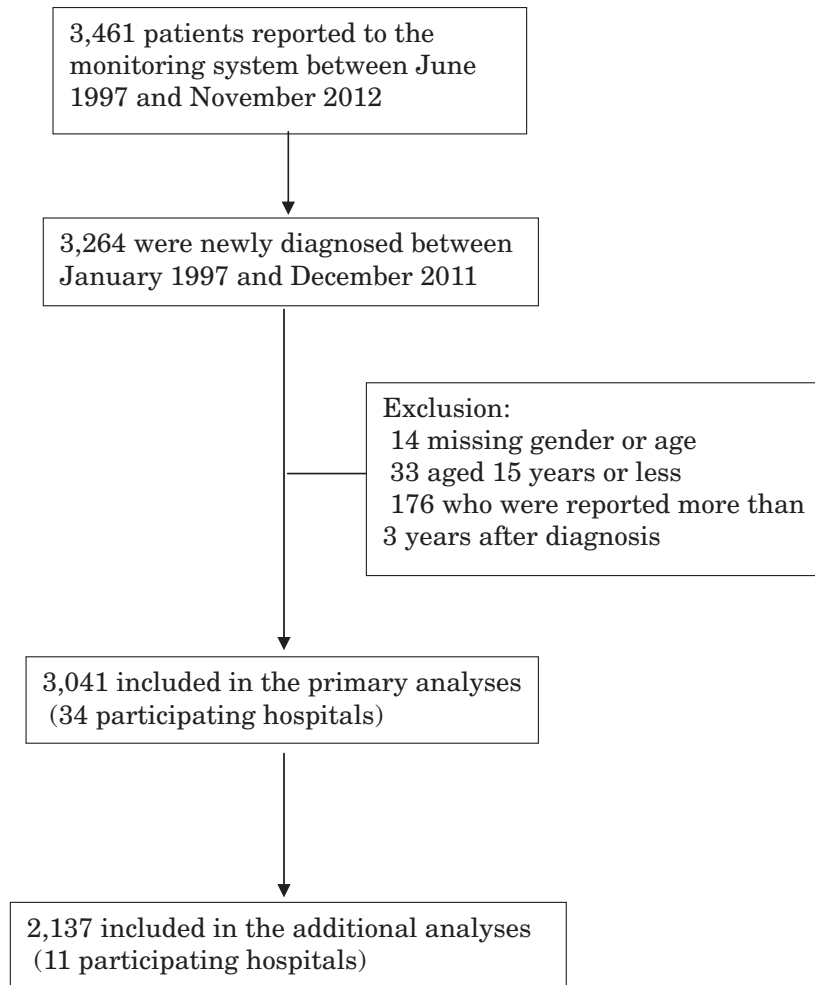 3,461 patients reported to the
monitoring system between June
1997 and November 2012
3,264 were newly diagnosed between
January 1997 and December 2011
Exclusion:
14 missing gender or age
33 aged 15 years or less
176 who were reported more than
3 years after diagnosis
3,041 included in the primary analyses
(34 participating hospitals)
2,137 included in the additional analyses
(11 participating hospitals)